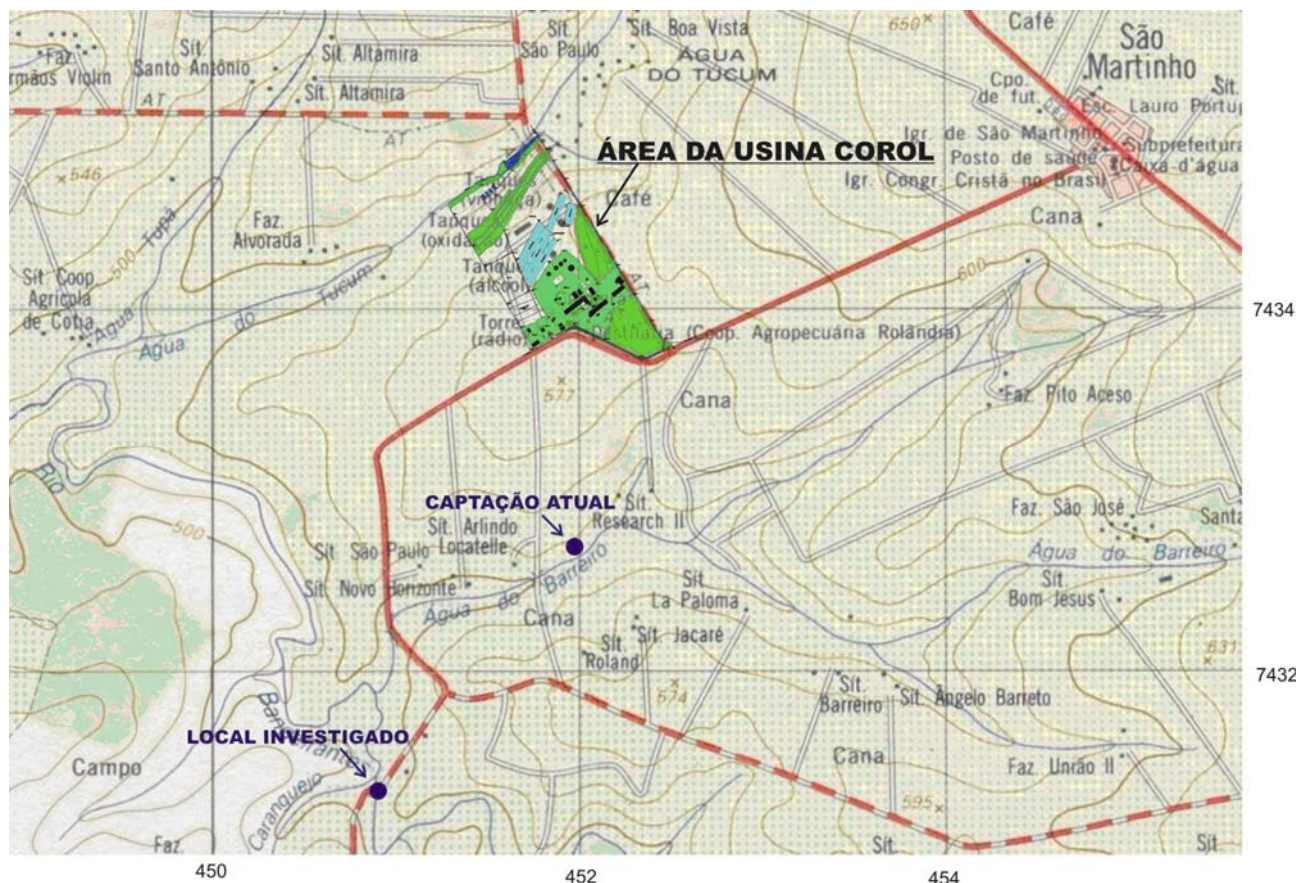 Sít.
São Paulo
Sít. Boa Vista
ÁGUA
DO TUCUM
650
Café
São
Martinho
Faz.
Irmãos Violin
Sít.
Santo Antônio
Sít. Altamira
Sít. Altamira
AT
AT
Cpo.
de fut.
Esc. Lauro Portug
Sít.
Igr. de São Martinho
Posto de saúde
Igr. Congr. Cristã no Brasil
Subprefeitura
Caixa d'água
ÁREA DA USINA COROL
546
Café
Cana
Faz.
Alvorada
Tanque
Tanque
(oxidação)
Tanque
(álcool)
Torre
(rádio)
Água Tupã
500
Água do Tucum
Sít. Coop.
Agrícola
de Cotia
AT
600
7434
(Coop. Agropecuária Rolândia)
577
Cana
Faz. Pito Aceso
Rio
500
CAPTAÇÃO ATUAL
Sít.
Research II
Sít. Arlindo
Locatelle
Faz. São José
Santa
Sít. São Paulo
Sít. Novo Horizonte
Água do Barreiro
Água do Barreiro
Cana
Sít.
La Paloma
Sít.
Bom Jesus
Sít. Jacaré
Sít.
Roland
631
7432
574
Sít.
Barreiro
Sít. Ângelo Barreto
Bandeirantes
LOCAL INVESTIGADO
Campo
Caranguejo
Cana
Faz. União II
595
Faz.
Sít.
Sít
450
452
454